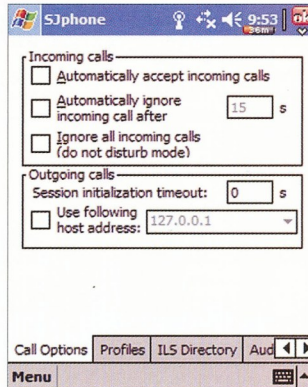 SJphone 9:53 ok
36m
Incoming calls
Automatically accept incoming calls
Automatically ignore
incoming call after 15 s
Ignore all incoming calls
(do not disturb mode)
Outgoing calls
Session initialization timeout: 0 s
Use following
host address: 127.0.0.1
Call Options Profiles ILS Directory Aud
Menu